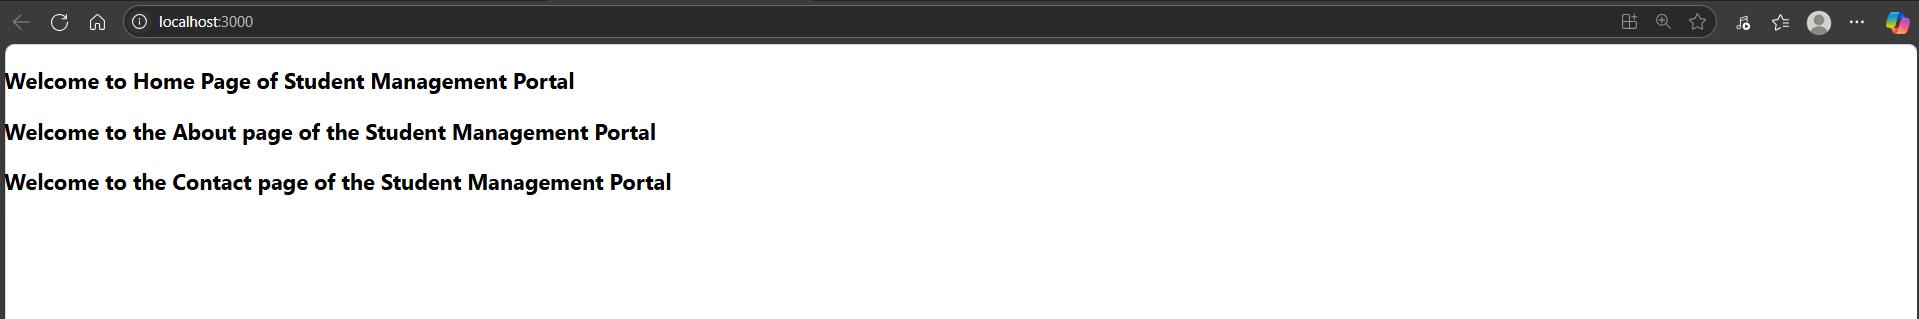 localhost:3000
Welcome to Home Page of Student Management Portal
Welcome to the About page of the Student Management Portal
Welcome to the Contact page of the Student Management Portal